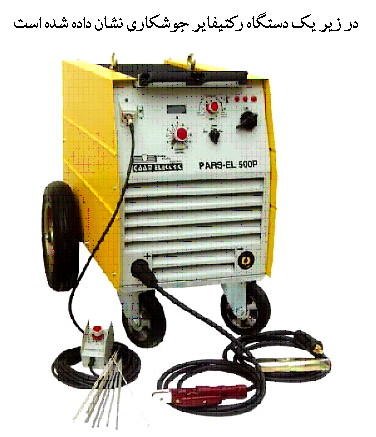 در زیر یک دستگاه رکتیفایر جوشکاری نشان داده شده است
PARS-EL 500P
+